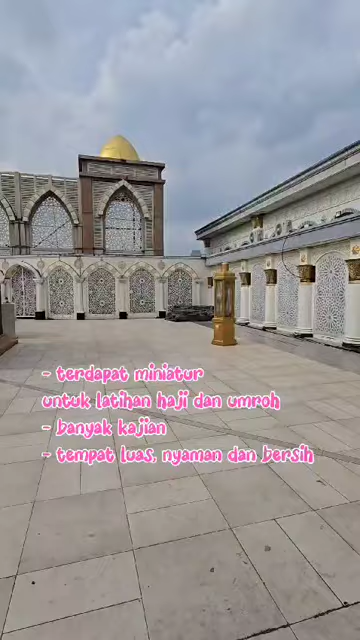 - terdapat miniatur
untuk latihan haji dan umroh
- banyak kajian
- tempat luas, nyaman dan bersih